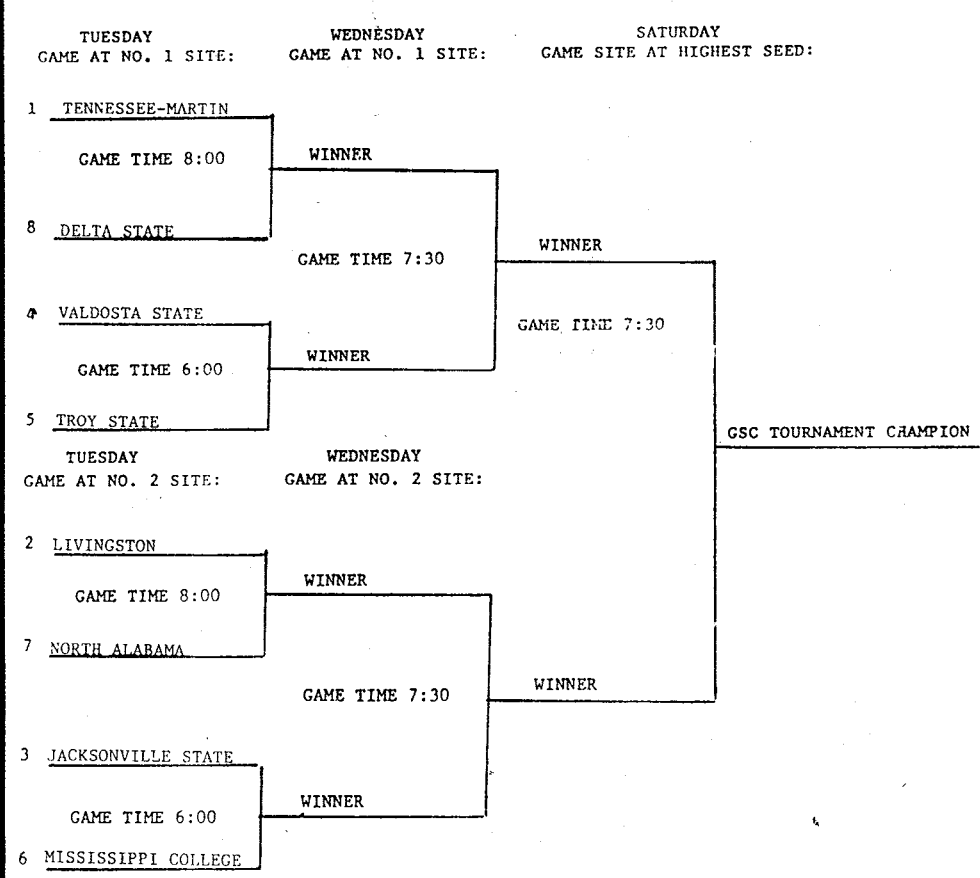 TUESDAY
GAME AT NO. 1 SITE:
WEDNESDAY
GAME AT NO. 1 SITE:
SATURDAY
GAME SITE AT HIGHEST SEED:
1 TENNESSEE-MARTIN
GAME TIME 8:00
WINNER
8 DELTA STATE
GAME TIME 7:30
WINNER
4 VALDOSTA STATE
GAME TIME 7:30
GAME TIME 6:00
WINNER
5 TROY STATE
GSC TOURNAMENT CHAMPION
TUESDAY
GAME AT NO. 2 SITE:
WEDNESDAY
GAME AT NO. 2 SITE:
2 LIVINGSTON
GAME TIME 8:00
WINNER
7 NORTH ALABAMA
GAME TIME 7:30
WINNER
3 JACKSONVILLE STATE
GAME TIME 6:00
WINNER
6 MISSISSIPPI COLLEGE